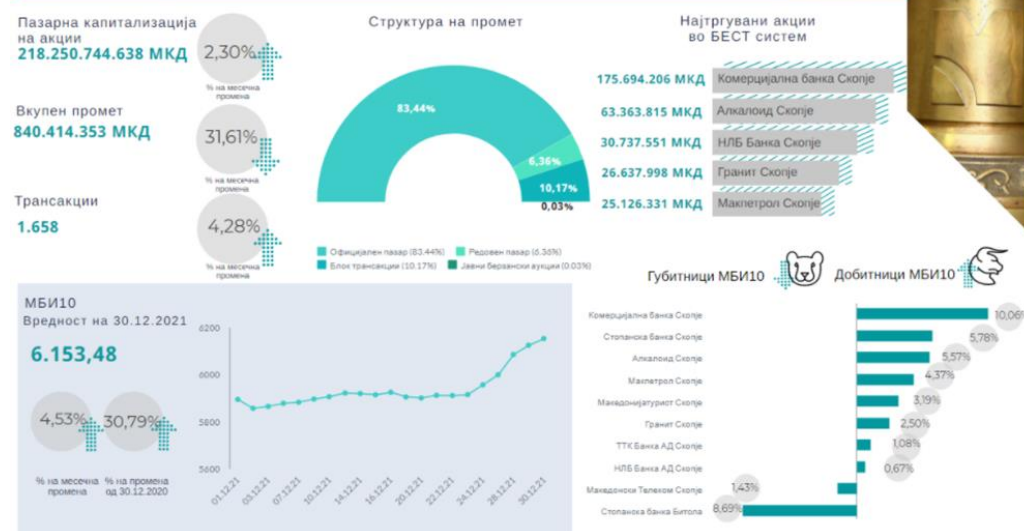 Пазарна капитализација
на акции
218.250.744.638 МКД
2,30%
% на месечна
промена
Вкупен промет
840.414.353 МКД
31,61%
% на месечна
промена
Трансакции
1.658
4,28%
% на месечна
промена
Структура на промет
83,44%
6,36%
10,17%
0,03%
Официјален пазар (83.44%)
Редовен пазар (6.36%)
Блок трансакции (10.17%)
Јавни берзански аукции (0.03%)
Најтргувани акции
во БЕСТ систем
175.694.206 МКД Комерцијална банка Скопје
63.363.815 МКД Алкалоид Скопје
30.737.551 МКД НЛБ Банка Скопје
26.637.998 МКД Гранит Скопје
25.126.331 МКД Макпетрол Скопје
МБИ10
Вредност на 30.12.2021
6.153,48
4,53%
30,79%
% на месечна
промена
% на промена
од 30.12.2020
6200
6000
5800
5600
01.12.21
03.12.21
07.12.21
10.12.21
14.12.21
16.12.21
20.12.21
22.12.21
24.12.21
28.12.21
30.12.21
Губитници МБИ10
Добитници МБИ10
Комерцијална банка Скопје 10,06%
Стопанска банка Скопје 5,78%
Алкалоид Скопје 5,57%
Макпетрол Скопје 4,37%
Македонијатурист Скопје 3,19%
Гранит Скопје 2,50%
ТТК Банка АД Скопје 1,08%
НЛБ Банка АД Скопје 0,67%
Македонски Телеком Скопје 1,43%
Стопанска банка Битола 8,69%